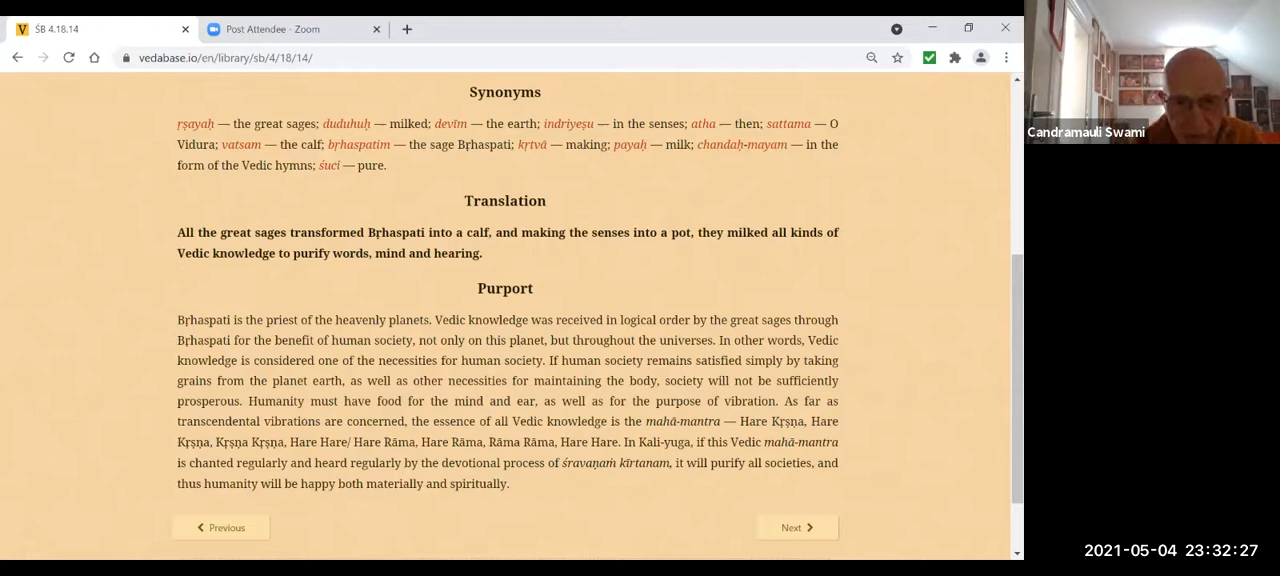 ŚB 4.18.14
Post Attendee - Zoom
vedabase.io/en/library/sb/4/18/14/
Candramauli Swami
Synonyms
ṛṣayaḥ — the great sages; duduhuḥ — milked; devīm — the earth; indriyeṣu — in the senses; atha — then; sattama — O
Vidura; vatsam — the calf; bṛhaspatim — the sage Bṛhaspati; kṛtvā — making; payaḥ — milk; chandaḥ-mayam — in the
form of the Vedic hymns; śuci — pure.
Translation
All the great sages transformed Bṛhaspati into a calf, and making the senses into a pot, they milked all kinds of
Vedic knowledge to purify words, mind and hearing.
Purport
Bṛhaspati is the priest of the heavenly planets. Vedic knowledge was received in logical order by the great sages through
Bṛhaspati for the benefit of human society, not only on this planet, but throughout the universes. In other words, Vedic
knowledge is considered one of the necessities for human society. If human society remains satisfied simply by taking
grains from the planet earth, as well as other necessities for maintaining the body, society will not be sufficiently
prosperous. Humanity must have food for the mind and ear, as well as for the purpose of vibration. As far as
transcendental vibrations are concerned, the essence of all Vedic knowledge is the mahā-mantra — Hare Kṛṣṇa, Hare
Kṛṣṇa, Kṛṣṇa Kṛṣṇa, Hare Hare/ Hare Rāma, Hare Rāma, Rāma Rāma, Hare Hare. In Kali-yuga, if this Vedic mahā-mantra
is chanted regularly and heard regularly by the devotional process of śravaṇaṁ kīrtanam, it will purify all societies, and
thus humanity will be happy both materially and spiritually.
Previous
Next
2021-05-04 23:32:27